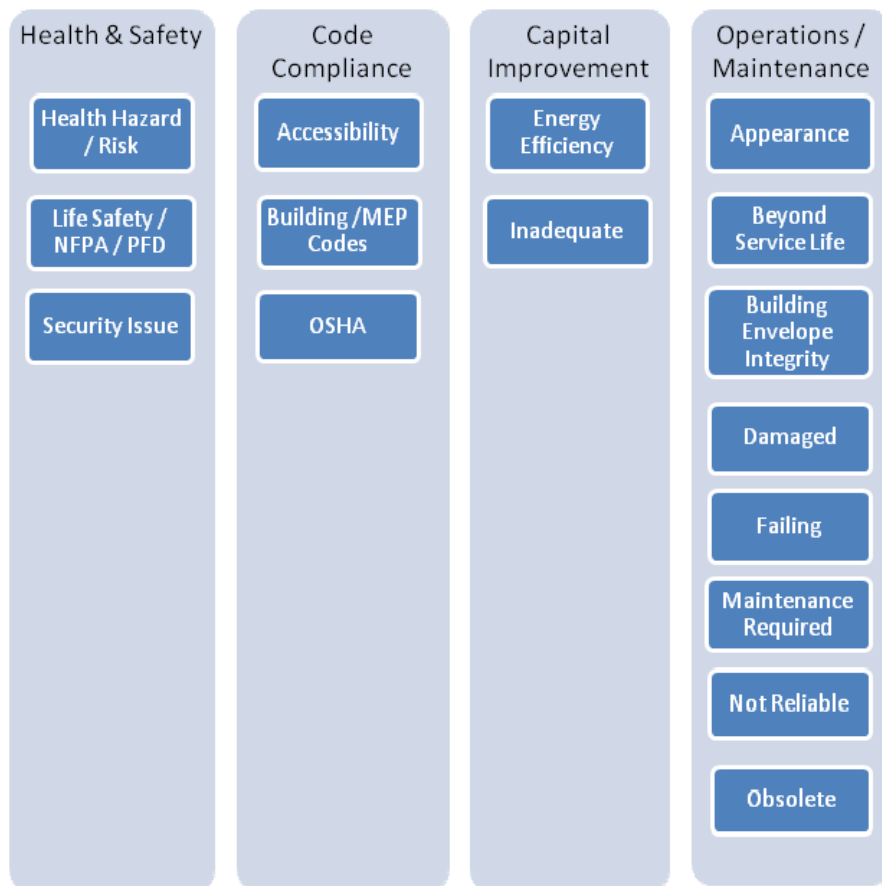 Health & Safety
Health Hazard
/ Risk
Life Safety /
NFPA / PFD
Security Issue
Code
Compliance
Accessibility
Building /MEP
Codes
OSHA
Capital
Improvement
Energy
Efficiency
Inadequate
Operations /
Maintenance
Appearance
Beyond
Service Life
Building
Envelope
Integrity
Damaged
Failing
Maintenance
Required
Not Reliable
Obsolete